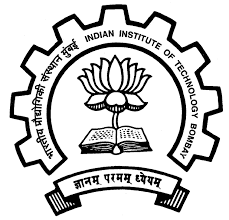 भारतीय प्रौद्योगिकी संस्थान मुंबई
INDIAN INSTITUTE OF TECHNOLOGY BOMBAY
ज्ञानम् परमम् ध्येयम्